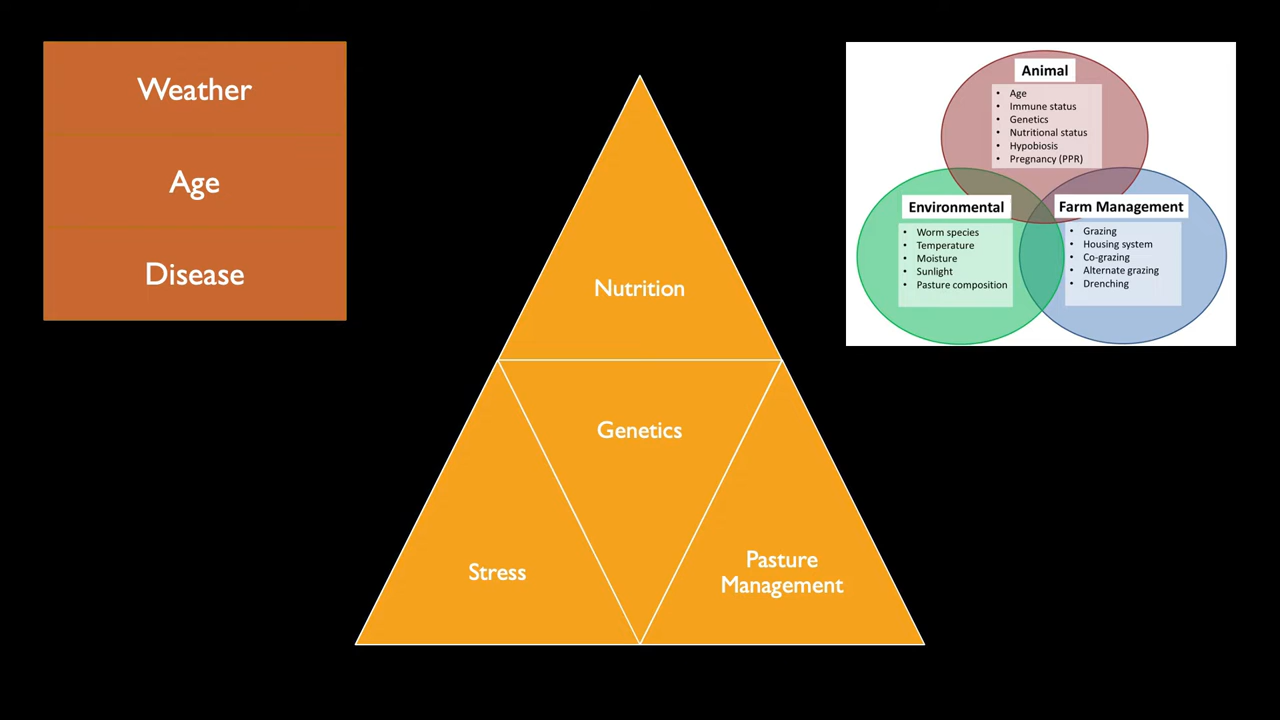 Weather
Age
Disease
Nutrition
Genetics
Stress
Pasture
Management
Animal
• Age
• Immune status
• Genetics
• Nutritional status
• Hypobiosis
• Pregnancy (PPR)
Environmental
• Worm species
• Temperature
• Moisture
• Sunlight
• Pasture composition
Farm Management
• Grazing
• Housing system
• Co-grazing
• Alternate grazing
• Drenching